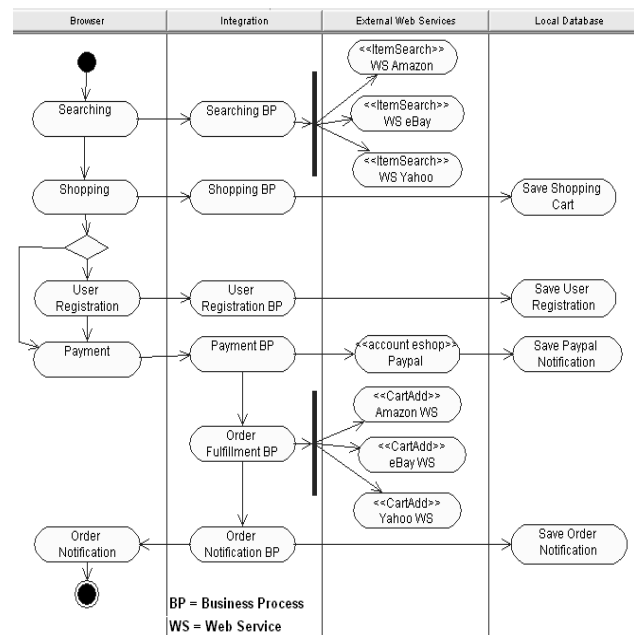 Browser
Integration
External Web Services
Local Database
<<ItemSearch>>
WS Amazon
Searching
Searching BP
<<ItemSearch>>
WS eBay
<<ItemSearch>>
WS Yahoo
Shopping
Shopping BP
Save Shopping
Cart
User
Registration
User
Registration BP
Save User
Registration
Payment
Payment BP
<<account eshop>>
Paypal
Save Paypal
Notification
<<CartAdd>>
Amazon WS
Order
Fulfillment BP
<<CartAdd>>
eBay WS
<<CartAdd>>
Yahoo WS
Order
Notification
Order
Notification BP
Save Order
Notification
BP = Business Process
WS = Web Service